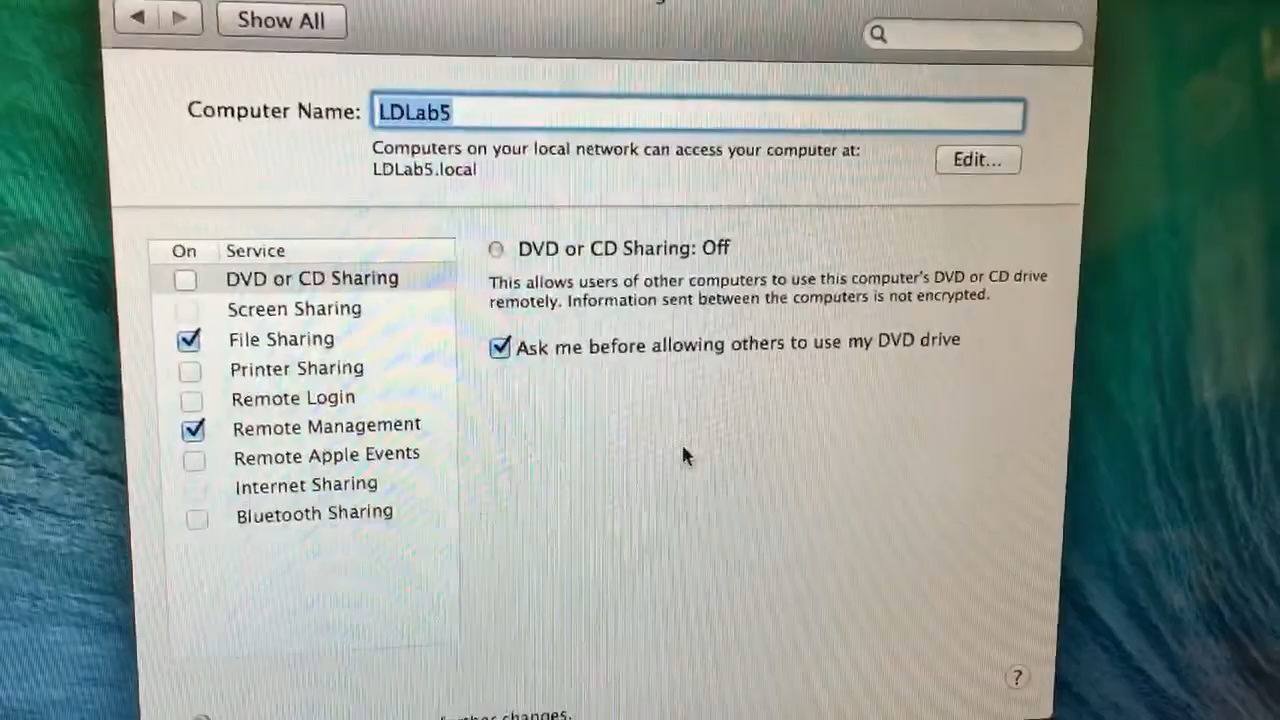 Show All
Computer Name: LDLab5
Computers on your local network can access your computer at:
LDLab5.local
Edit...
On Service
DVD or CD Sharing
Screen Sharing
File Sharing
Printer Sharing
Remote Login
Remote Management
Remote Apple Events
Internet Sharing
Bluetooth Sharing
DVD or CD Sharing: Off
This allows users of other computers to use this computer's DVD or CD drive
remotely. Information sent between the computers is not encrypted.
Ask me before allowing others to use my DVD drive
?
changes.